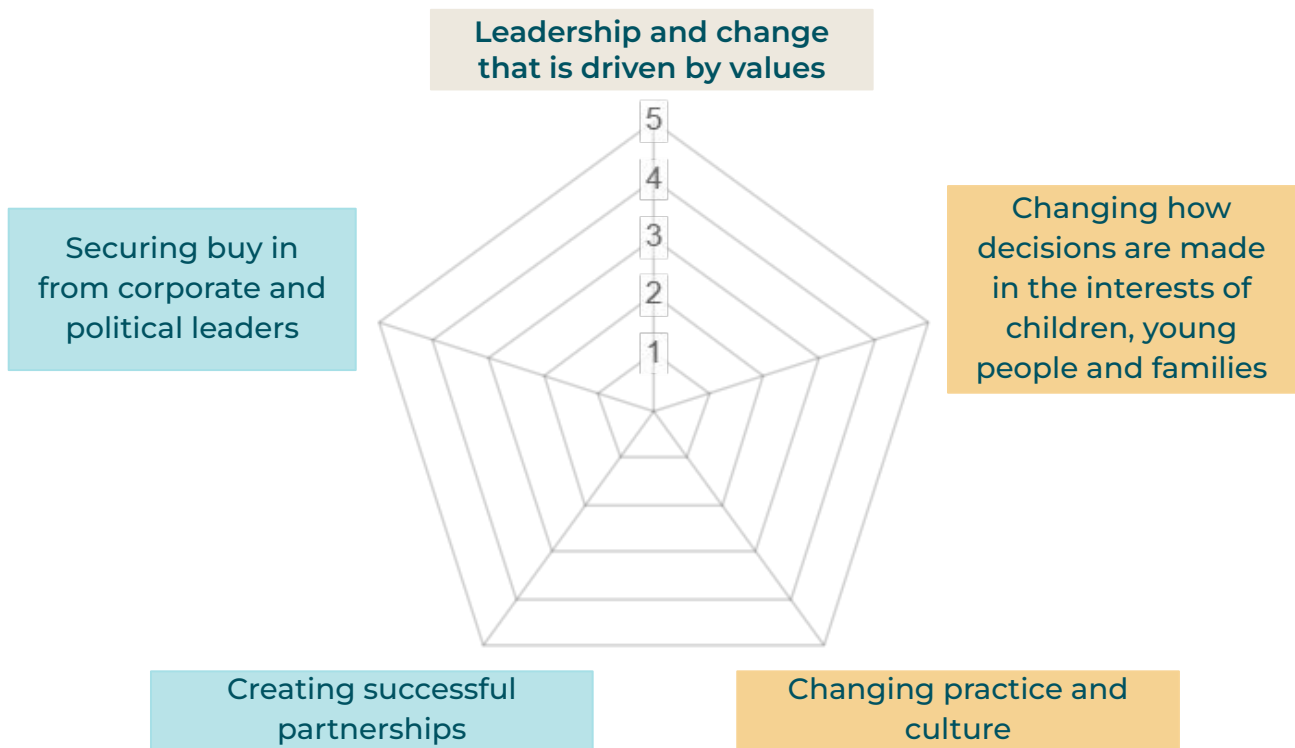 Leadership and change
that is driven by values
5
4
3
2
1
Securing buy in
from corporate and
political leaders
Changing how
decisions are made
in the interests of
children, young
people and families
Creating successful
partnerships
Changing practice and
culture